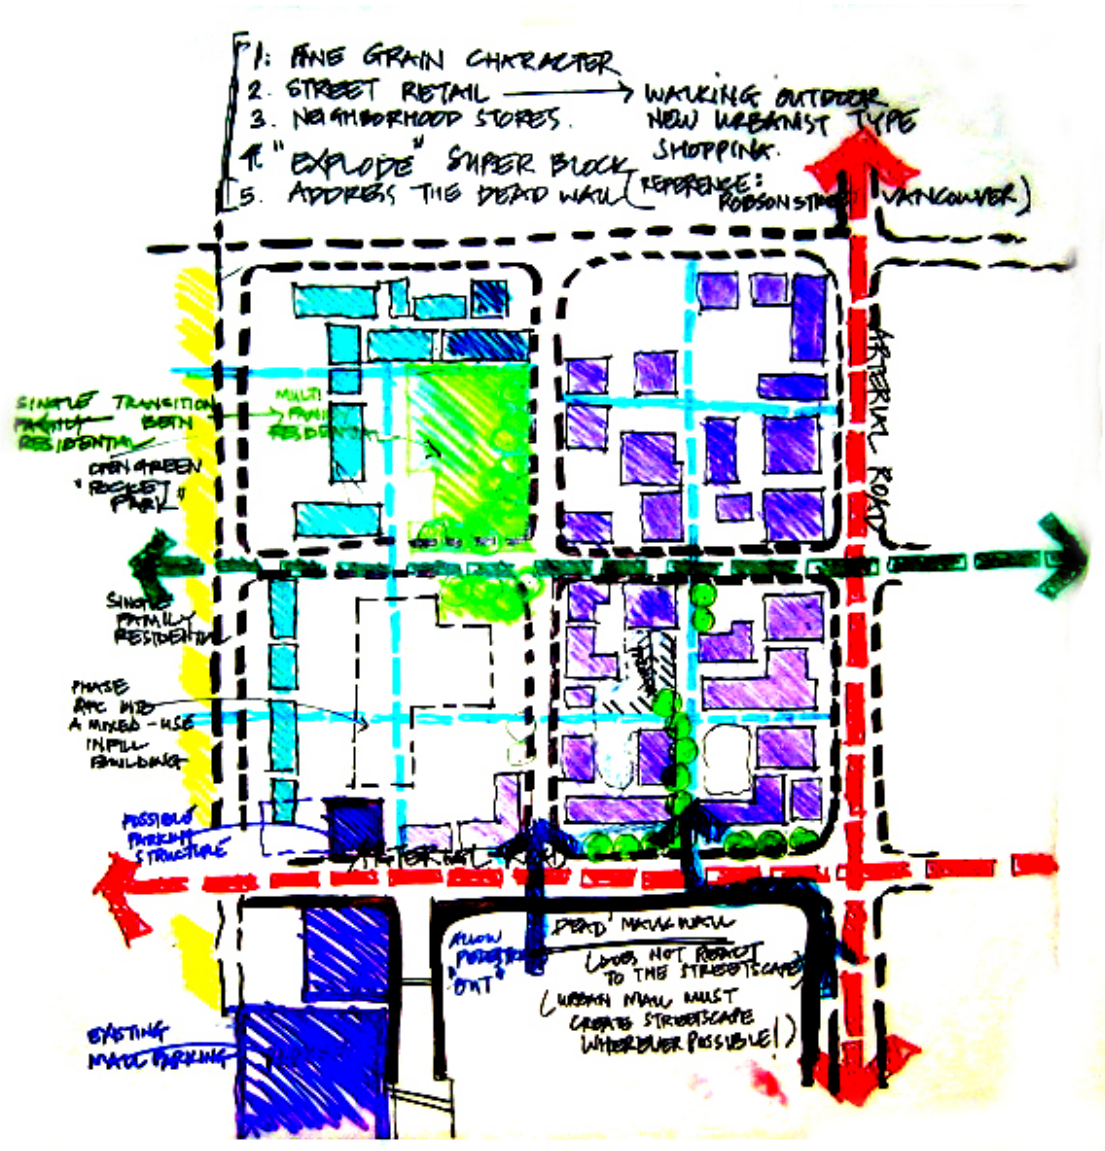 1. FINE GRAIN CHARACTER
2. STREET RETAIL → WALKING OUTDOOR
NEW URBANIST TYPE
SHOPPING.
3. NEIGHBORHOOD STORES.
"EXPLODE" SUPER BLOCK
5. ADDRESS THE DEAD WALL (REFERENCE:
ROBSON STREET VANCOUVER)
ARTERIAL ROAD
SINGLE
FAMILY
RESIDENTIAL
TRANSITION
BETN
MULTI
FAMILY
RESIDENTIAL
OPEN GREEN
"POCKET
PARK"
SINGLE
FAMILY
RESIDENTIAL
PHASE
INTO
A MIXED-USE
INFILL
BUILDING
POSSIBLE
PARKING
STRUCTURE
ARTERIAL ROAD
ALLOW
PEDESTRIANS
"OUT"
DEAD MALL WALL
(DOES NOT REACT
TO THE STREETSCAPE)
(URBAN MALL MUST
CREATE STREETSCAPE
WHEREVER POSSIBLE!)
EXISTING
MALL PARKING